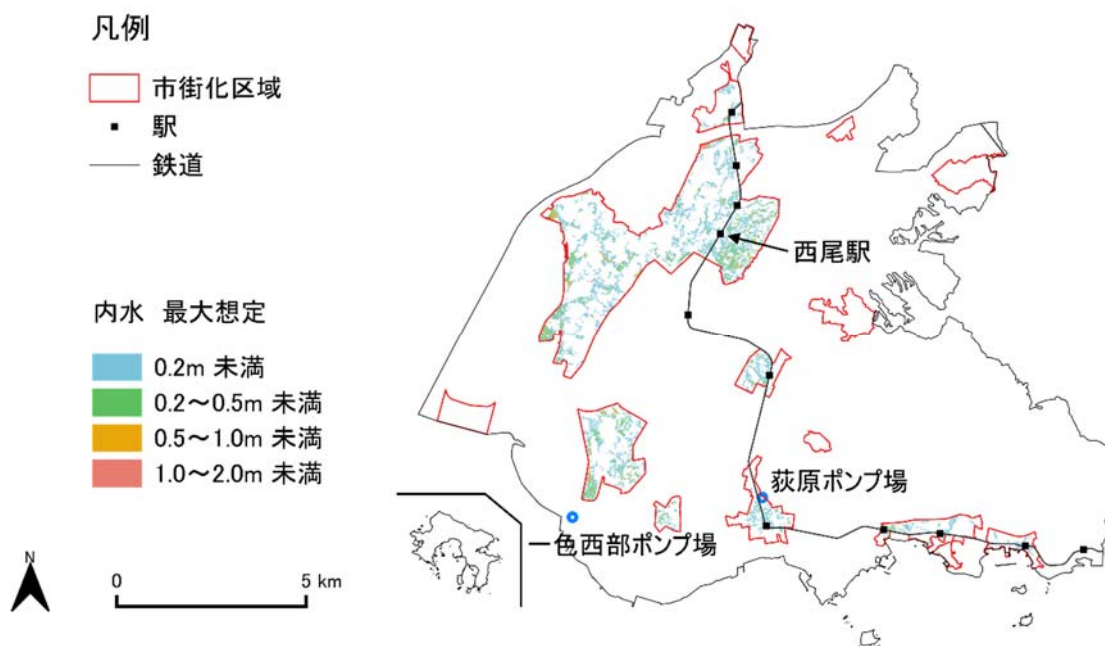 凡例
市街化区域
駅
鉄道
西尾駅
内水 最大想定
0.2m 未満
0.2～0.5m 未満
0.5～1.0m 未満
1.0～2.0m 未満
荻原ポンプ場
一色西部ポンプ場
N
0 5 km